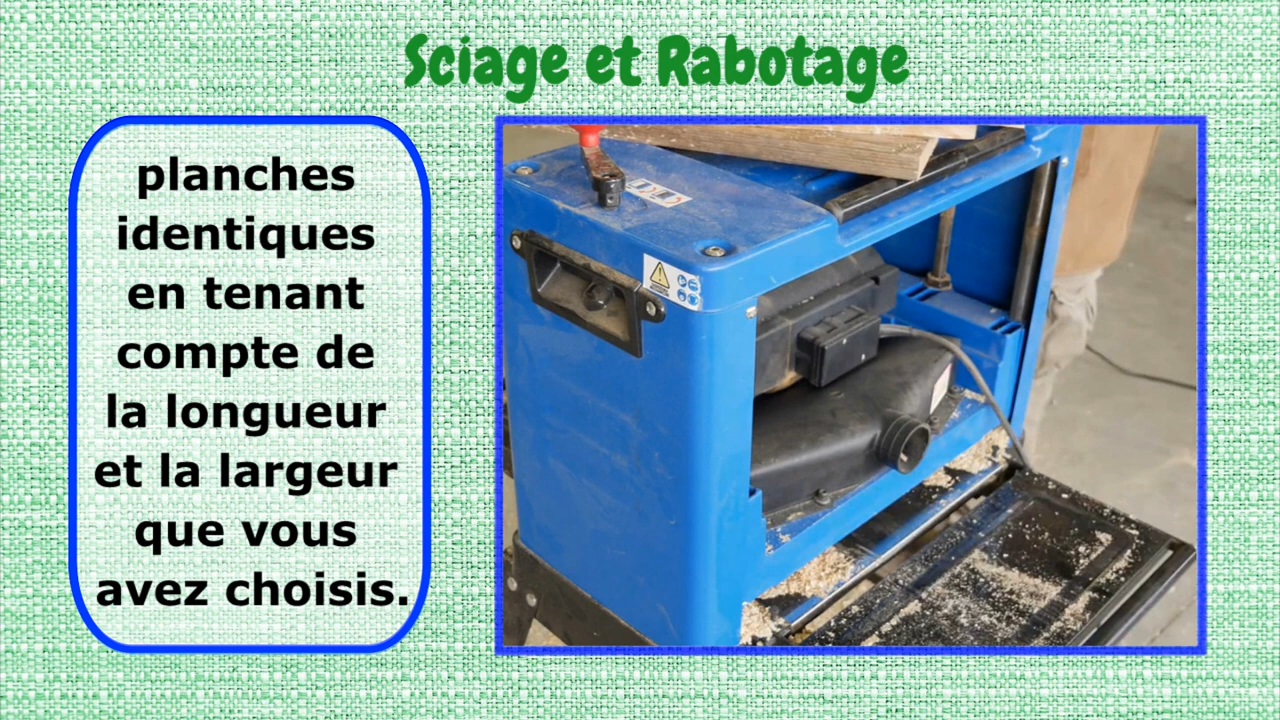 Sciage et Rabotage
planches
identiques
en tenant
compte de
la longueur
et la largeur
que vous
avez choisis.